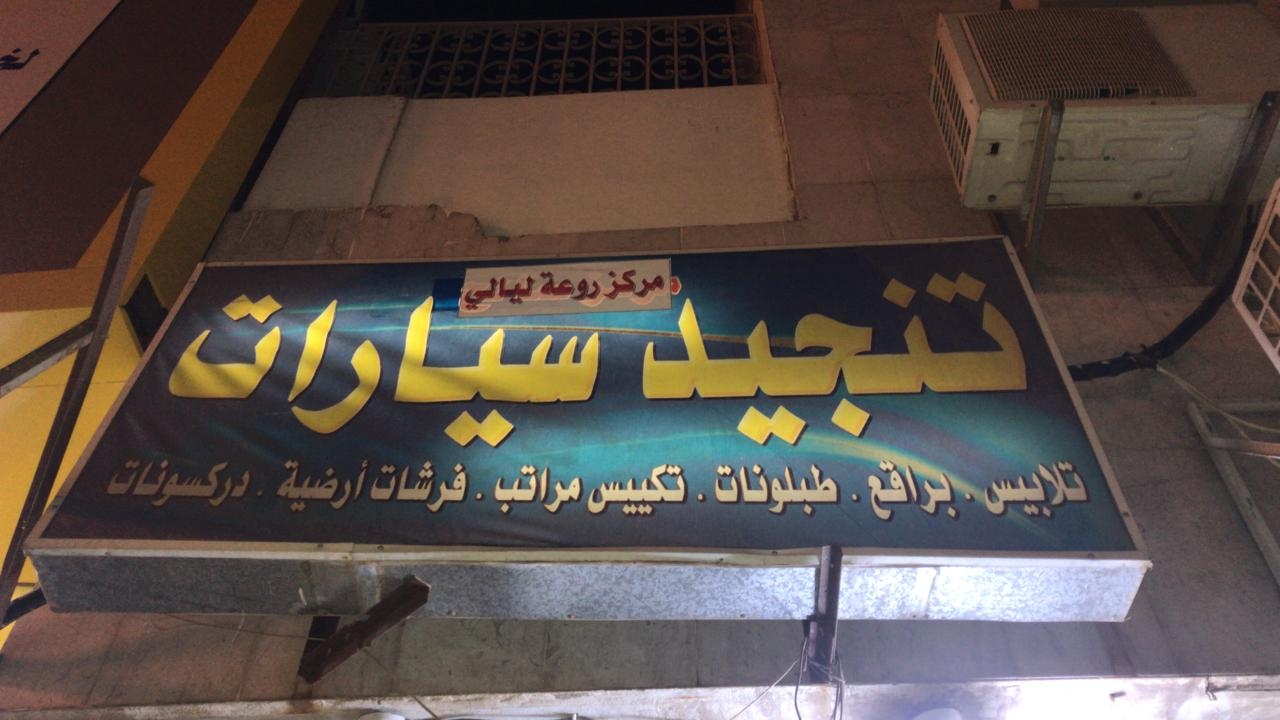 مركز روعة ليالي
تنجيد سيارات
تلابيس . براقع . طبلونات . تكييس مراتب . فرشات أرضية . دركسونات